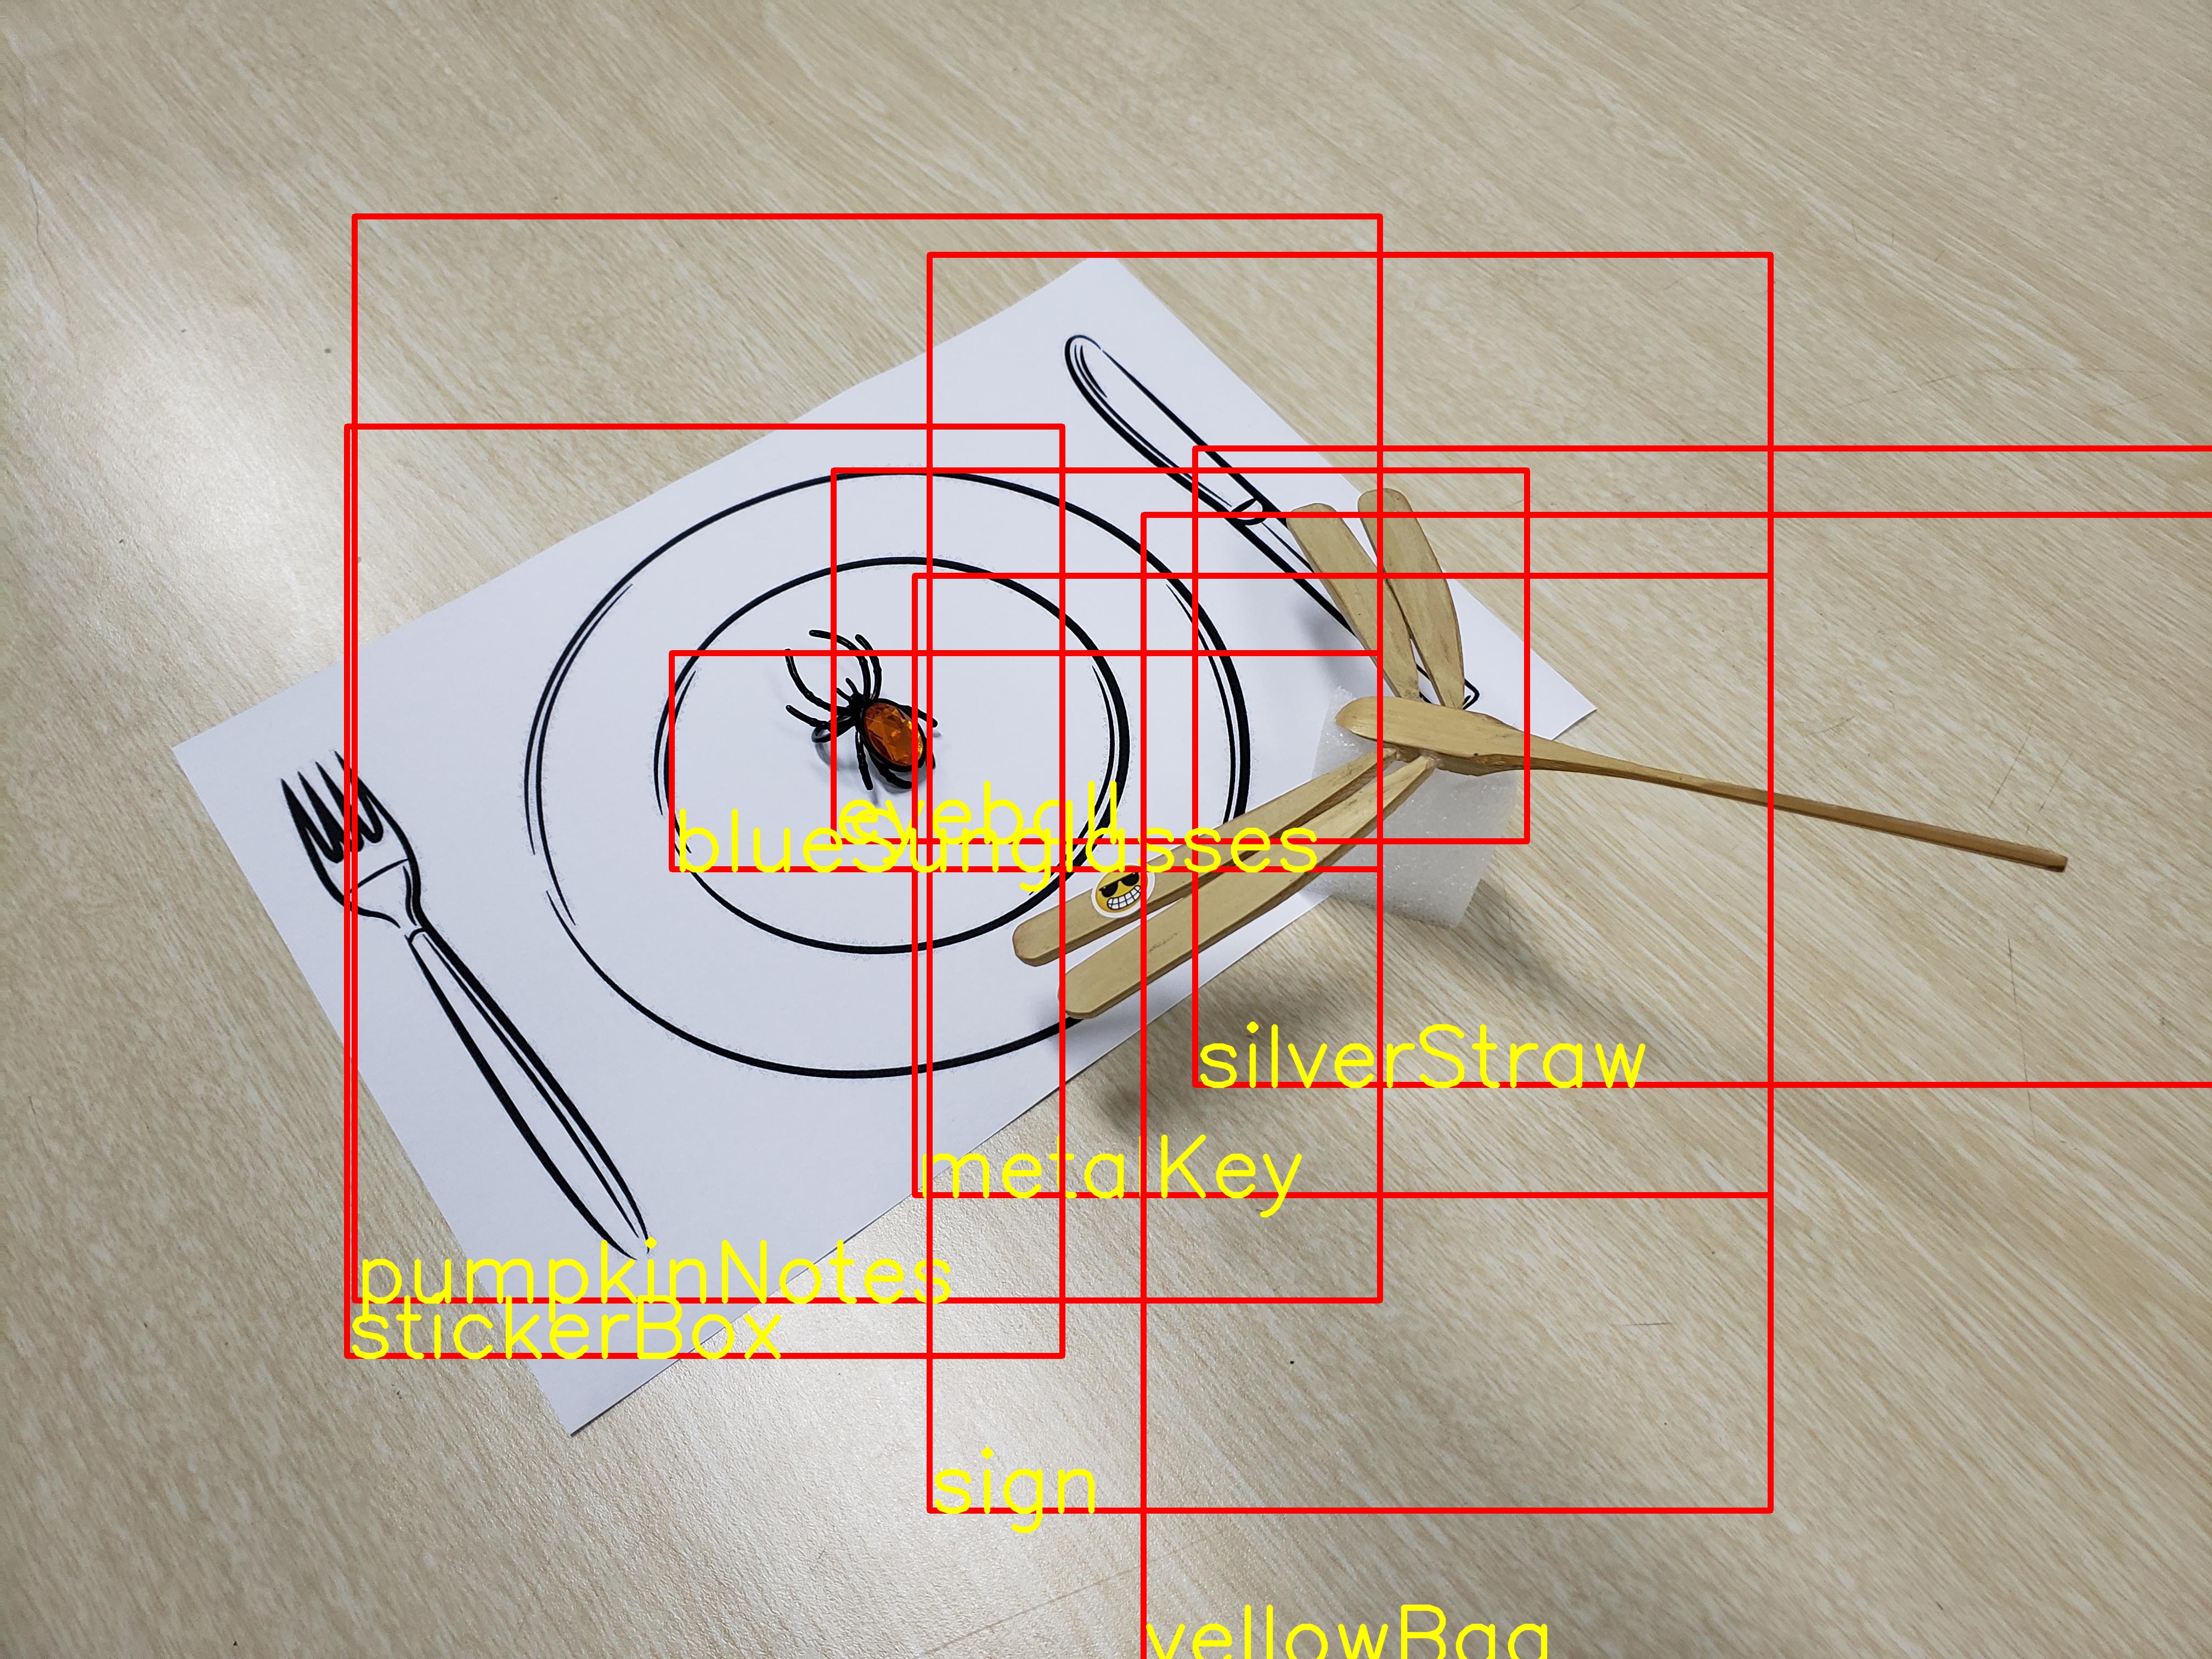 eyeball
blueSunglasses
silverStraw
metalKey
pumpkinNotes
stickerBox
sign
yellowBag